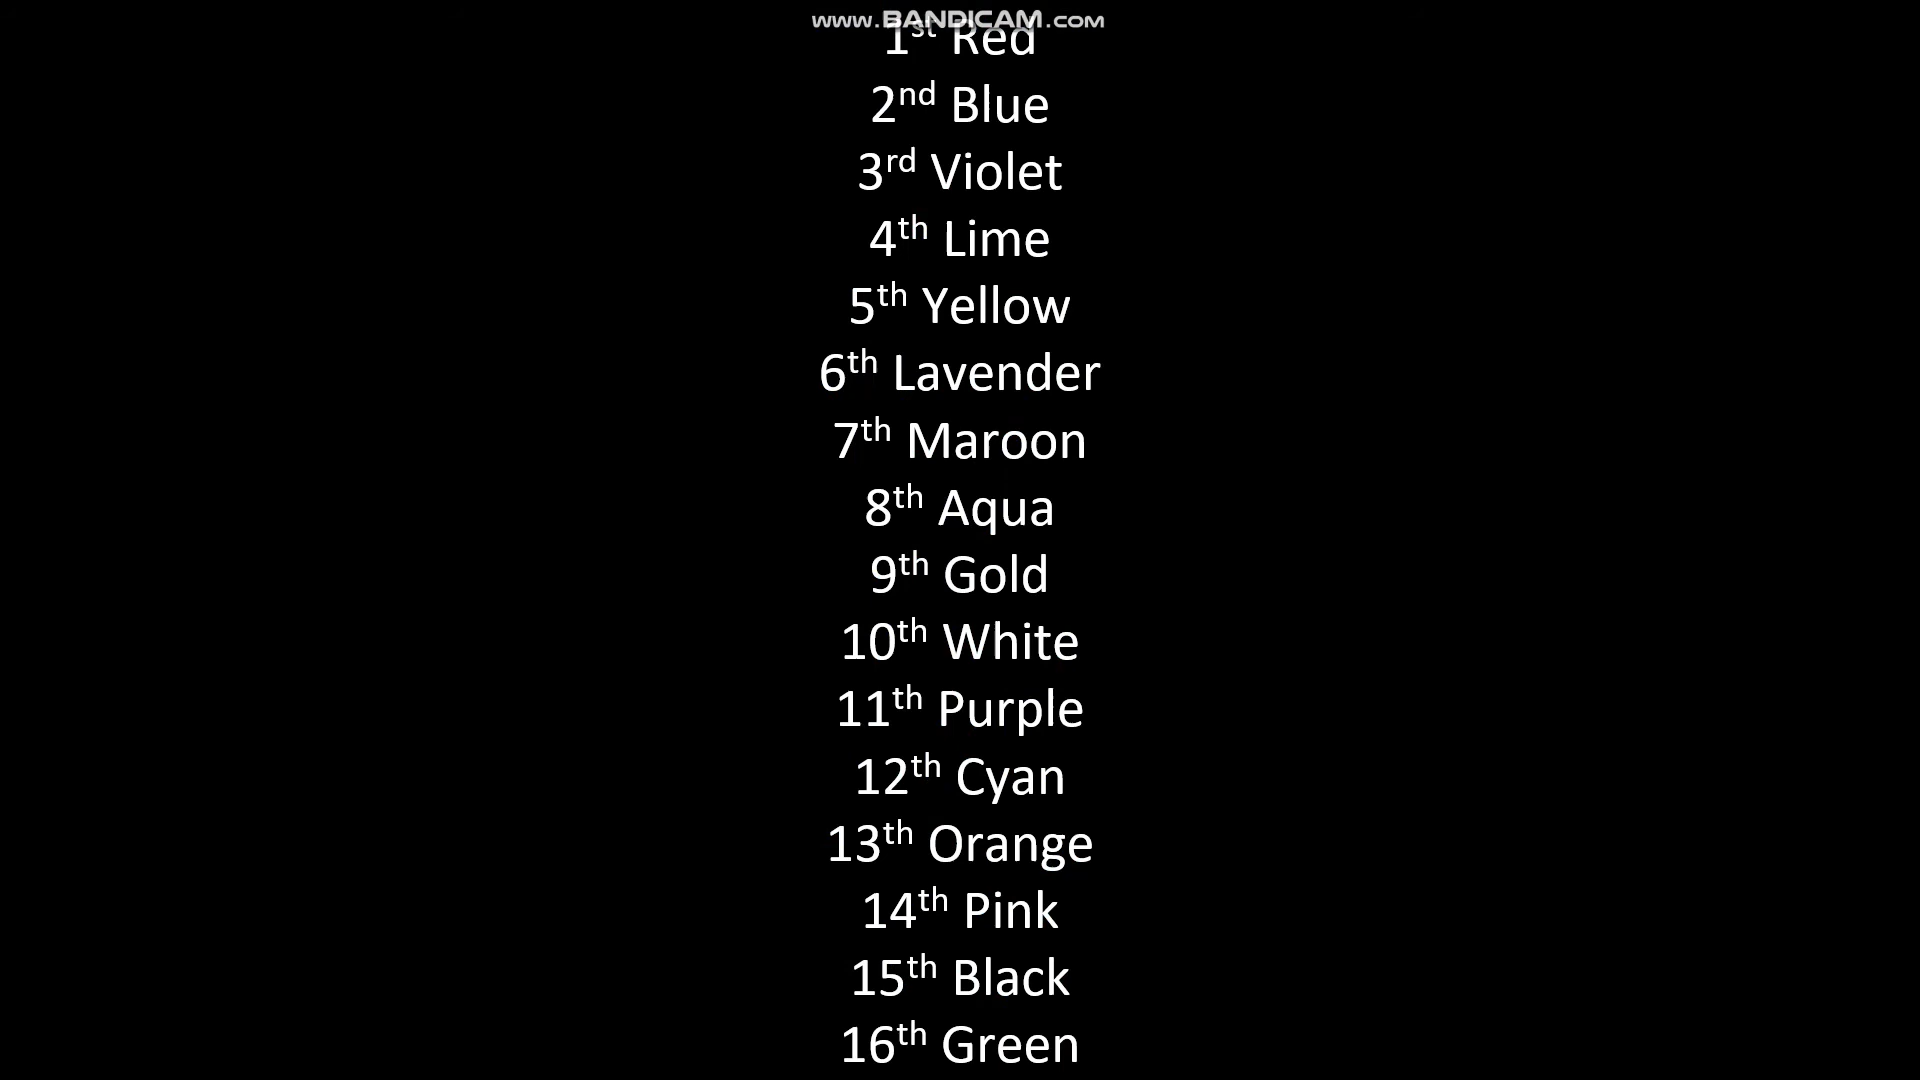 www.BANDICAM.com
1st Red
2nd Blue
3rd Violet
4th Lime
5th Yellow
6th Lavender
7th Maroon
8th Aqua
9th Gold
10th White
11th Purple
12th Cyan
13th Orange
14th Pink
15th Black
16th Green